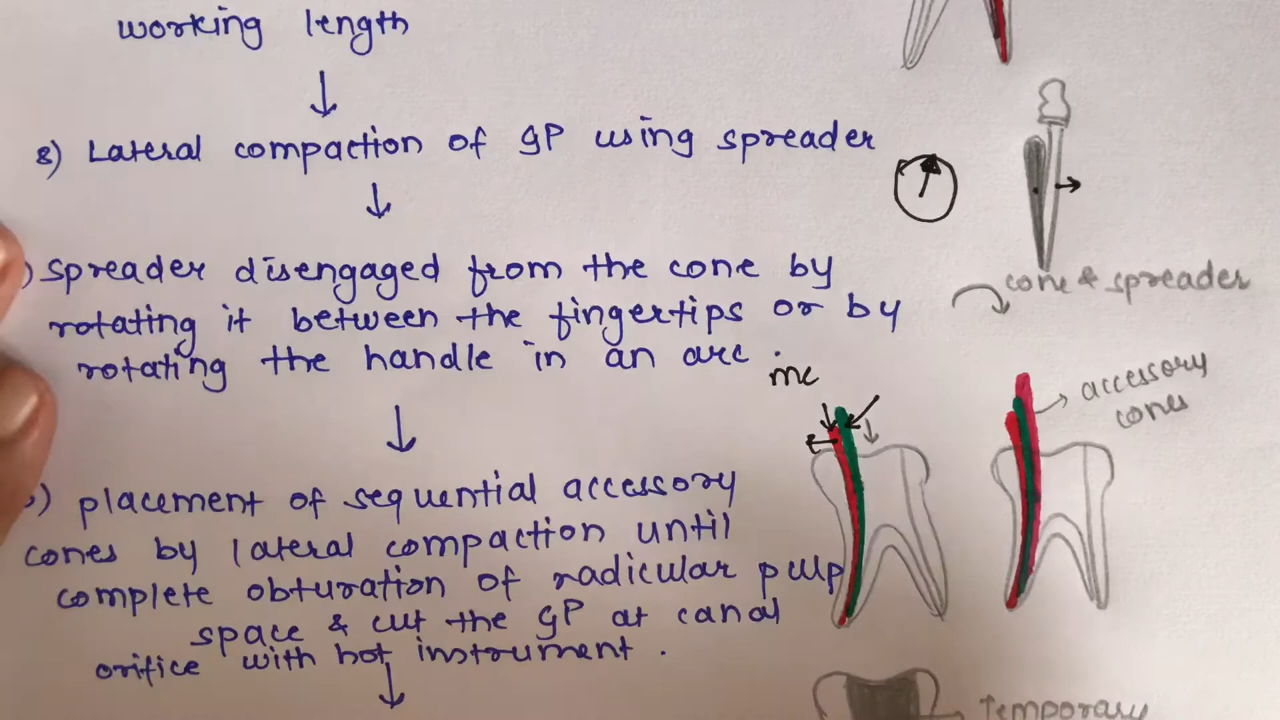 working length
↓
8) Lateral compaction of GP using spreader
↓
cone & spreader
) spreader disengaged from the cone by
rotating it between the fingertips or by
rotating the handle in an arc .
mc
↓
accessory
cones
) placement of sequential accessory
cones by lateral compaction until
complete obturation of radicular pulp
space & cut the GP at canal
orifice with hot instrument .
↓
Temporary